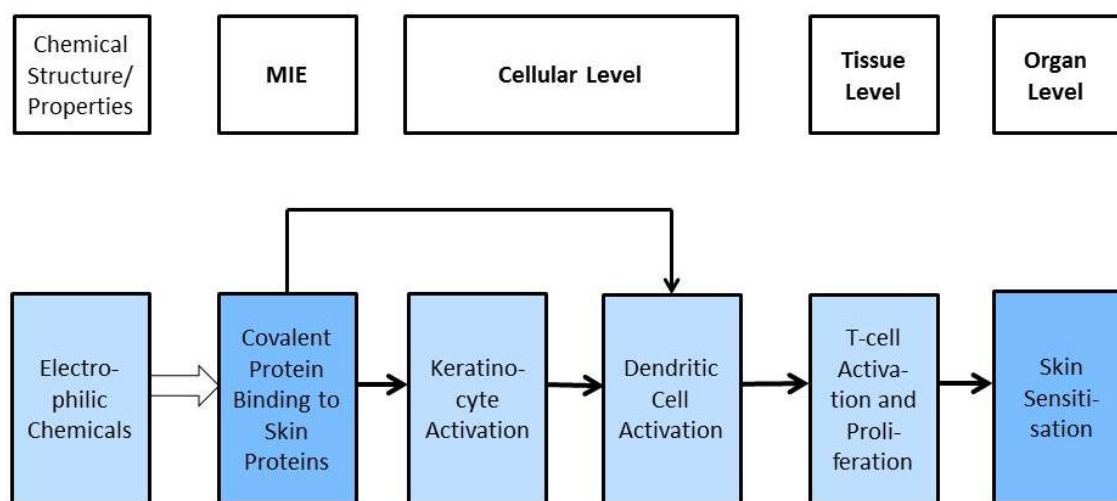 Chemical
Structure/
Properties
MIE
Cellular Level
Tissue
Level
Organ
Level
Electro-
philic
Chemicals
Covalent
Protein
Binding to
Skin
Proteins
Keratino-
cyte
Activation
Dendritic
Cell
Activation
T-cell
Activa-
tion and
Proli-
feration
Skin
Sensiti-
sation